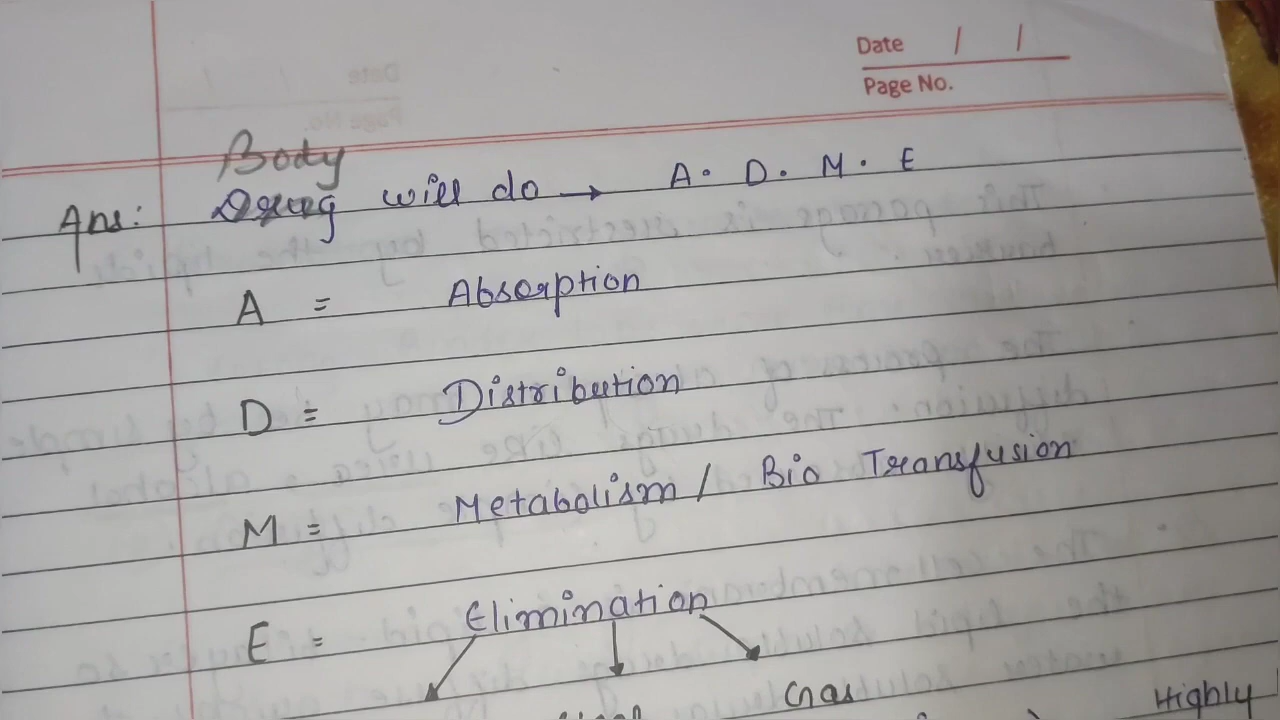 Date / /
Page No.
Body
Ans: Drug will do → A. D. M. E
A = Absorption
D = Distribution
M = Metabolism / Bio Transfusion
E = Elimination
Gas Highly